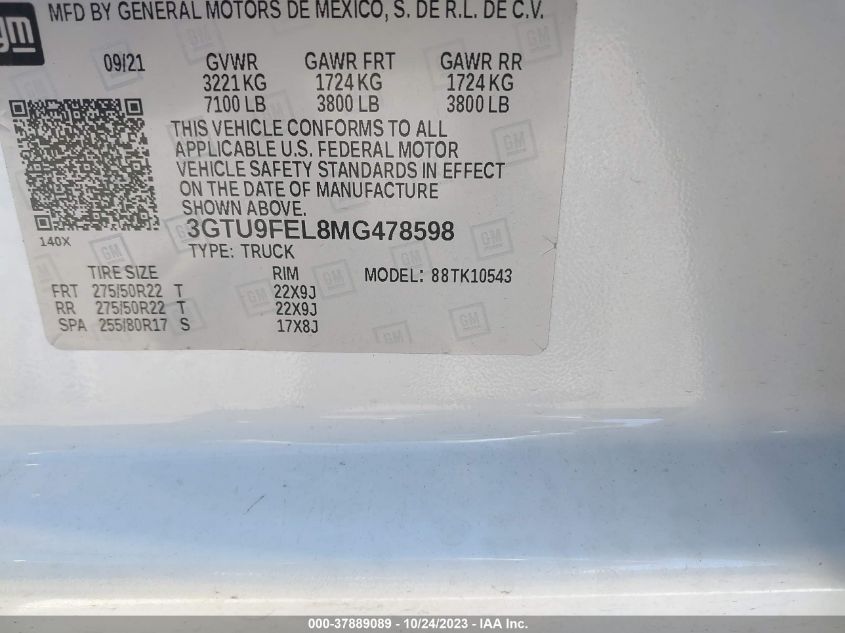 MFD BY GENERAL MOTORS DE MEXICO, S. DE R.L. DE C.V.
gm
09/21 GVWR GAWR FRT GAWR RR
3221 KG 1724 KG 1724 KG
7100 LB 3800 LB 3800 LB
THIS VEHICLE CONFORMS TO ALL
APPLICABLE U.S. FEDERAL MOTOR
VEHICLE SAFETY STANDARDS IN EFFECT
ON THE DATE OF MANUFACTURE
SHOWN ABOVE.
140X
3GTU9FEL8MG478598
TYPE: TRUCK
TIRE SIZE RIM MODEL: 88TK10543
FRT 275/50R22 T 22X9J
RR 275/50R22 T 22X9J
SPA 255/80R17 S 17X8J
000-37889089 - 10/24/2023 - IAA Inc.